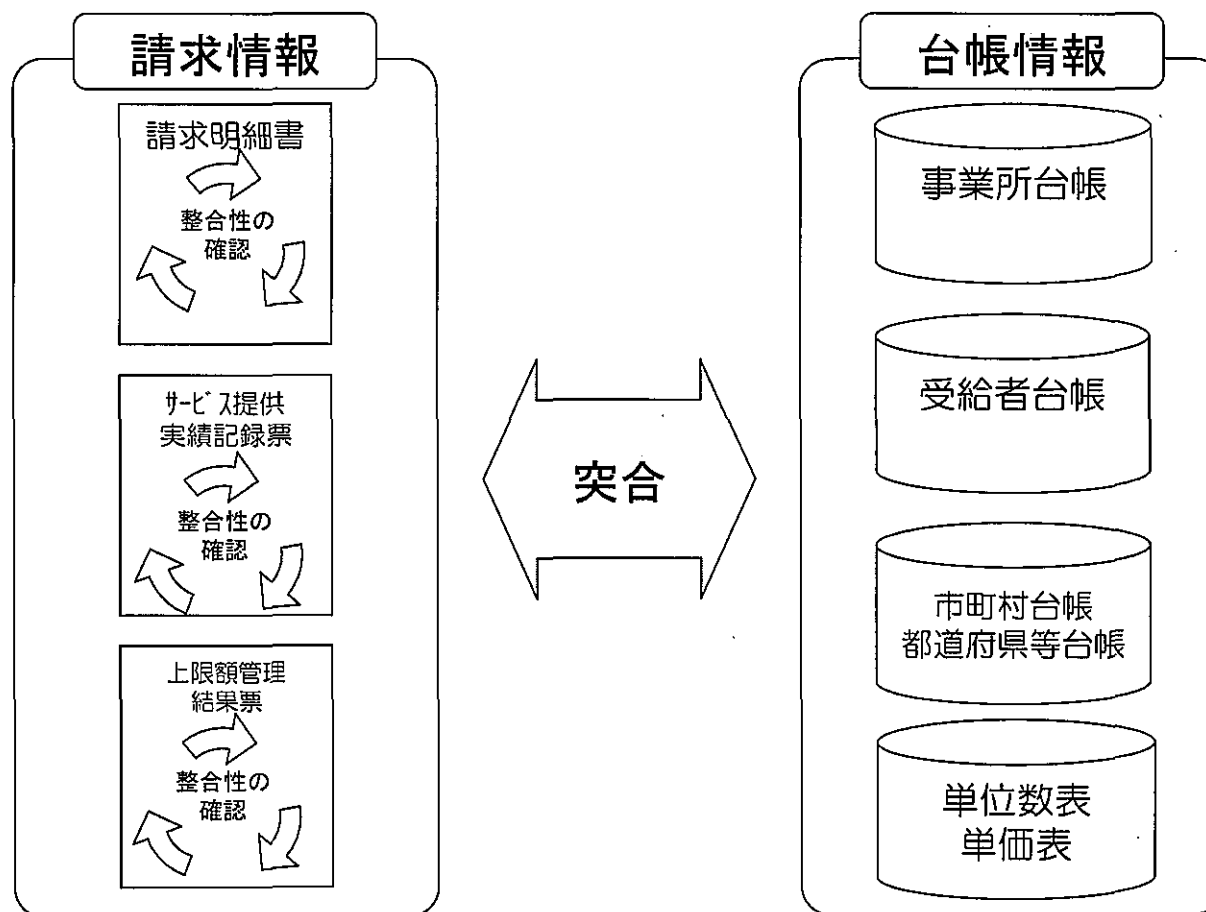 請求情報
請求明細書
整合性の
確認
ｻｰﾋﾞｽ提供
実績記録票
整合性の
確認
上限額管理
結果票
整合性の
確認
突合
台帳情報
事業所台帳
受給者台帳
市町村台帳
都道府県等台帳
単位数表
単価表